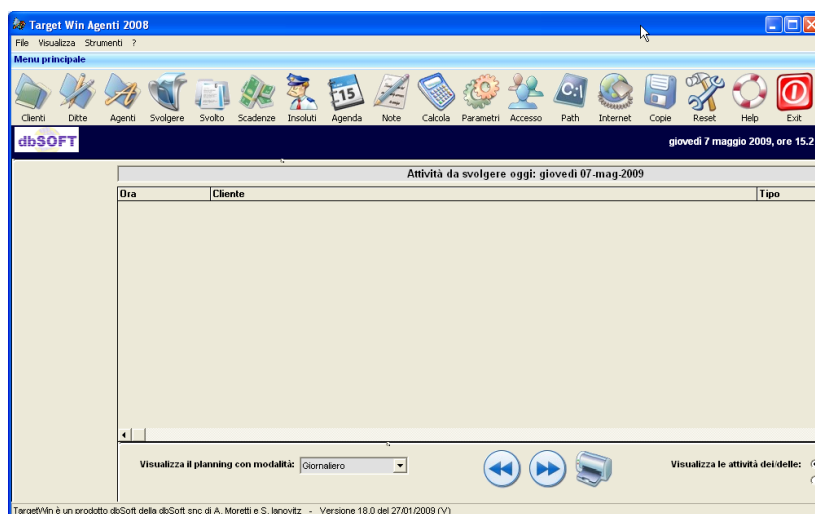 Target Win Agenti 2008
File Visualizza Strumenti ?
Menu principale
E15 C:\
Clienti Ditte Agenti Svolgere Svolto Scadenze Insoluti Agenda Note Calcola Parametri Accesso Path Internet Copie Reset Help Exit
dbSOFT giovedì 7 maggio 2009, ore 15.2
Attività da svolgere oggi: giovedì 07-mag-2009
Ora Cliente Tipo
Visualizza il planning con modalità: Giornaliero Visualizza le attività dei/delle:
TargetWin è un prodotto dbSoft della dbSoft snc di A. Moretti e S. Ianovitz - Versione 18.0 del 27/01/2009 (V)